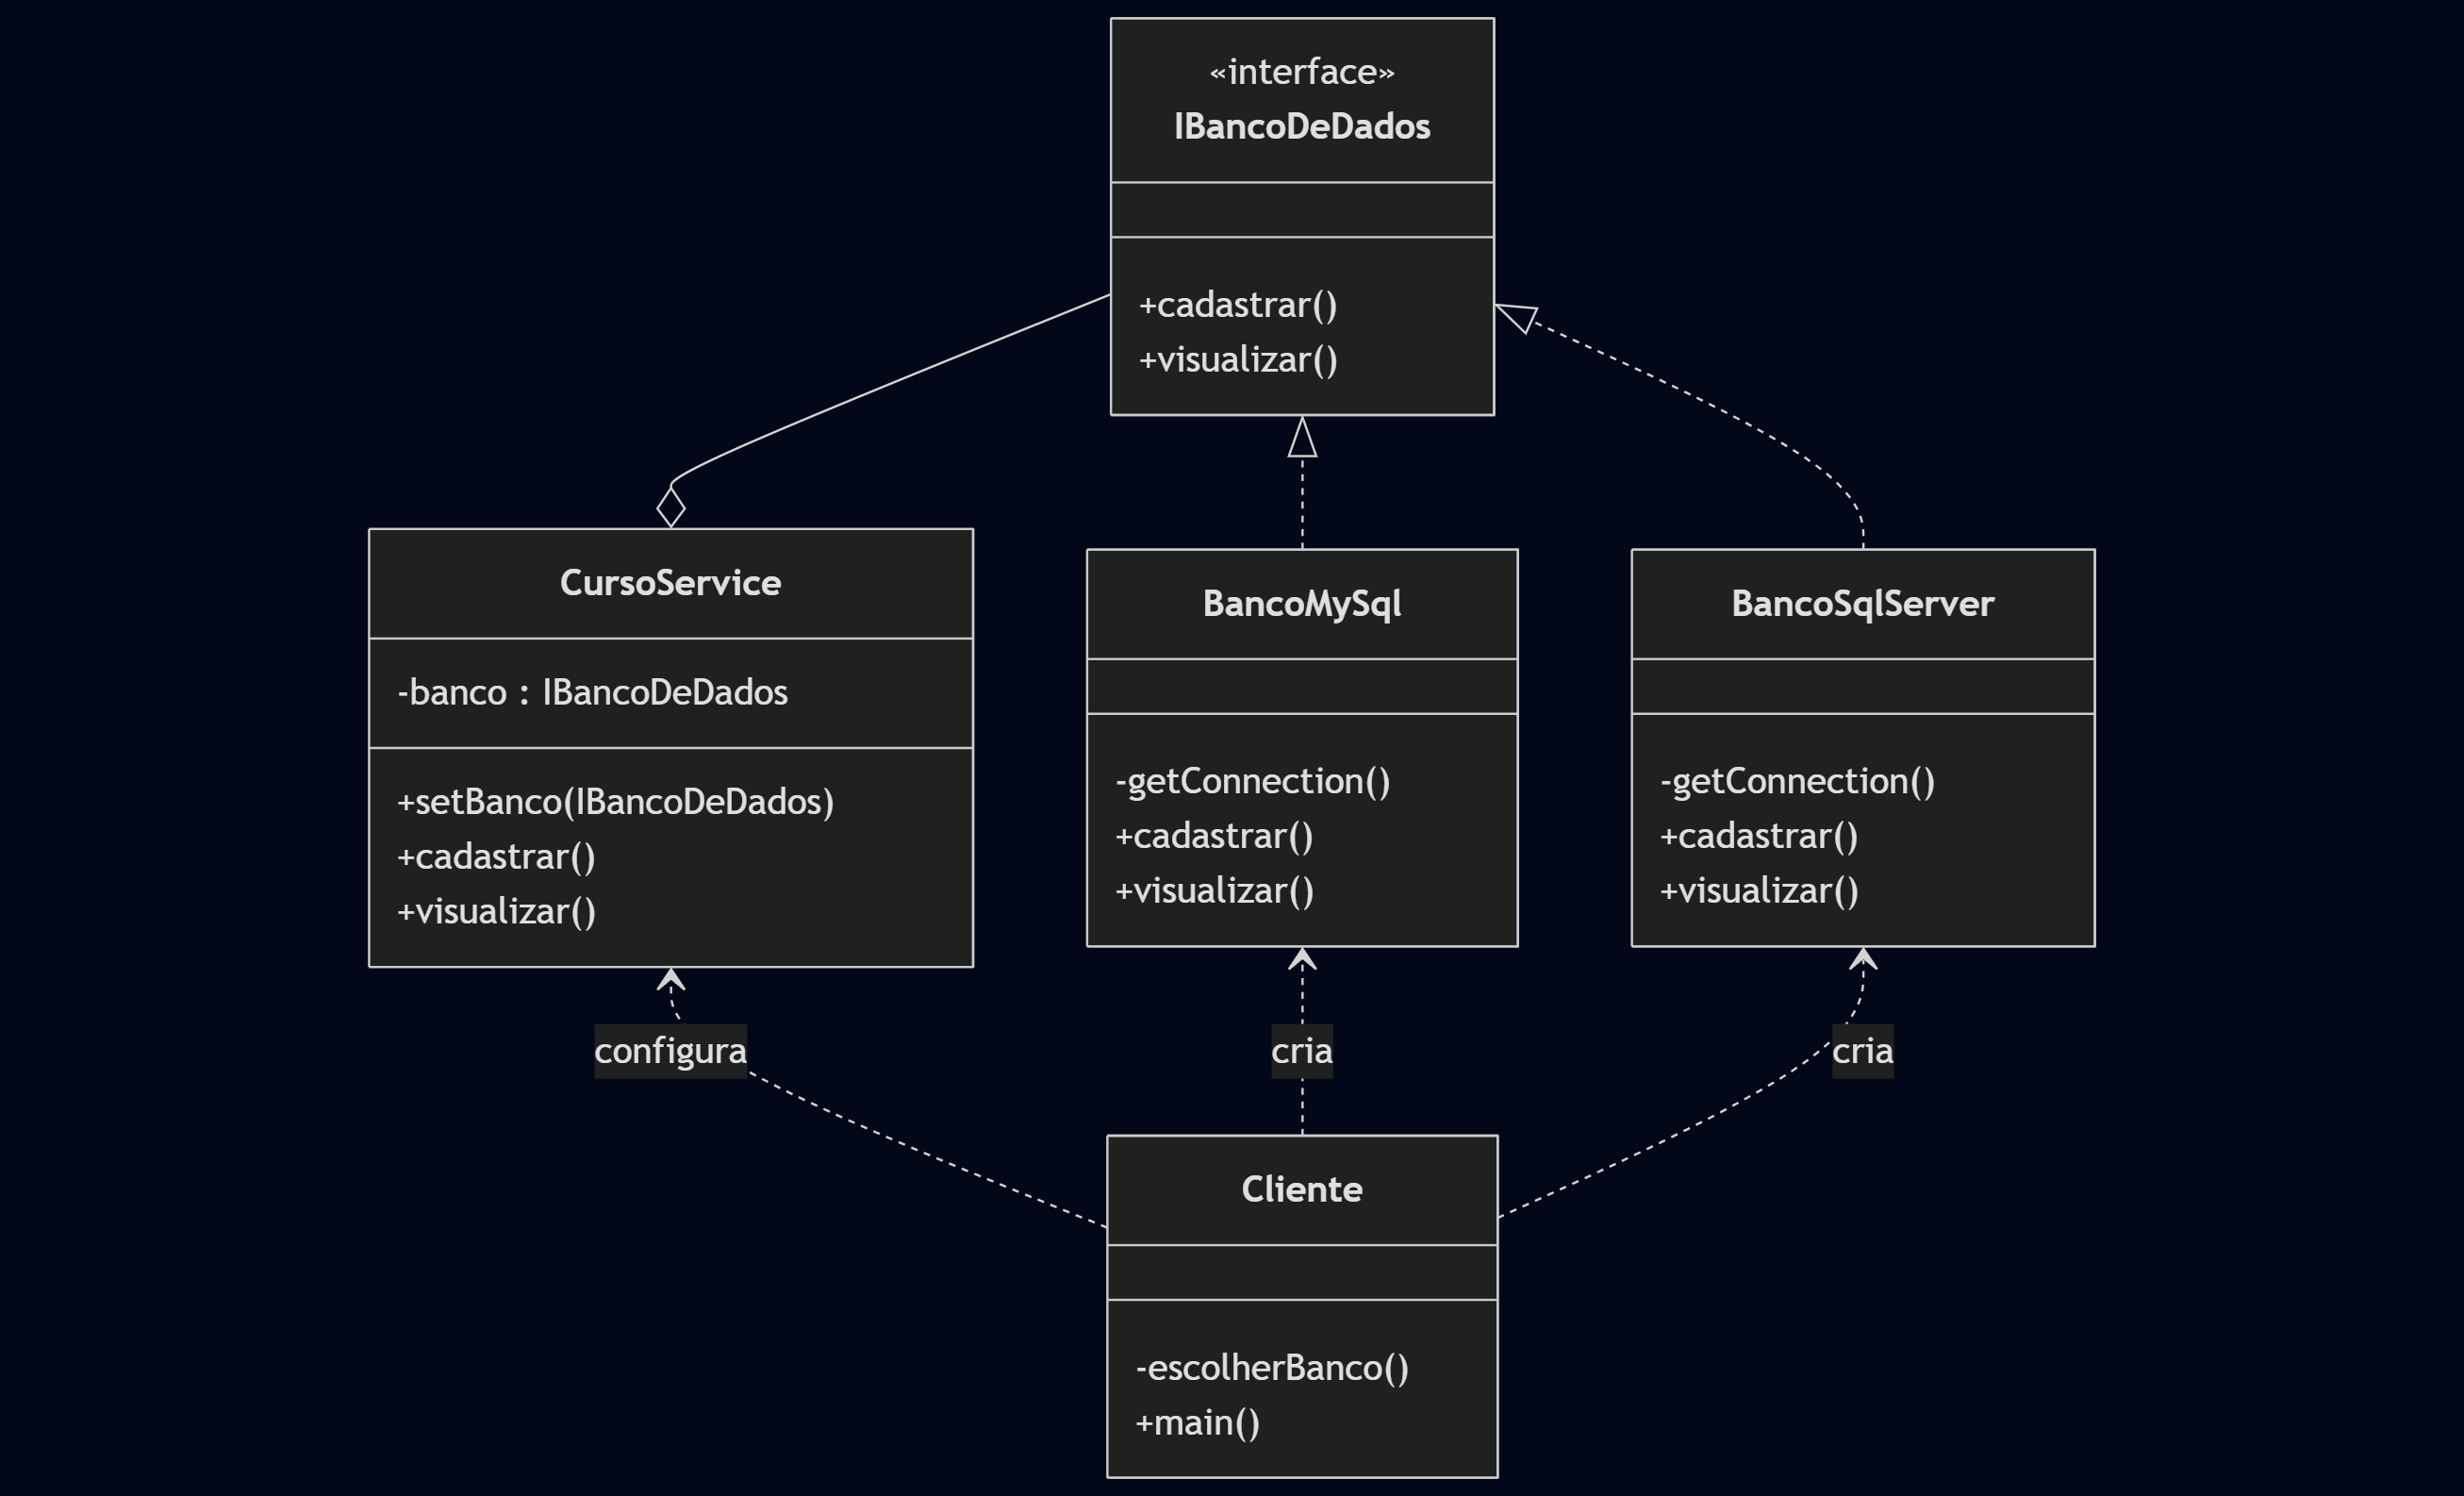 «interface»
IBancoDeDados
+cadastrar()
+visualizar()
CursoService
-banco : IBancoDeDados
+setBanco(IBancoDeDados)
+cadastrar()
+visualizar()
BancoMySql
-getConnection()
+cadastrar()
+visualizar()
BancoSqlServer
-getConnection()
+cadastrar()
+visualizar()
configura
cria
cria
Cliente
-escolherBanco()
+main()